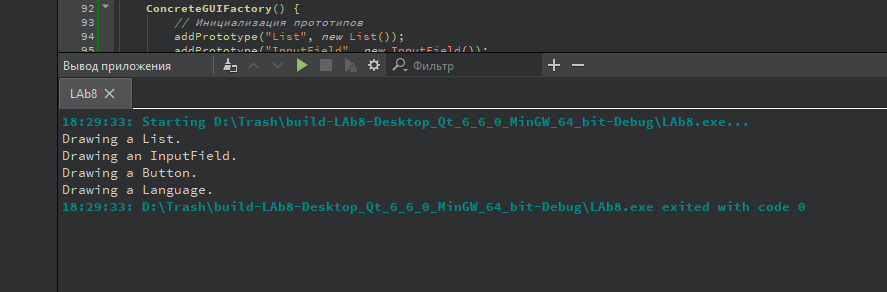 92 ConcreteGUIFactory() {
93 // Инициализация прототипов
94 addPrototype("List", new List());
95 addPrototype("InputField", new InputField());
Вывод приложения Фильтр
LAb8
18:29:33: Starting D:\Trash\build-LAb8-Desktop_Qt_6_6_0_MinGW_64_bit-Debug\LAb8.exe...
Drawing a List.
Drawing an InputField.
Drawing a Button.
Drawing a Language.
18:29:33: D:\Trash\build-LAb8-Desktop_Qt_6_6_0_MinGW_64_bit-Debug\LAb8.exe exited with code 0